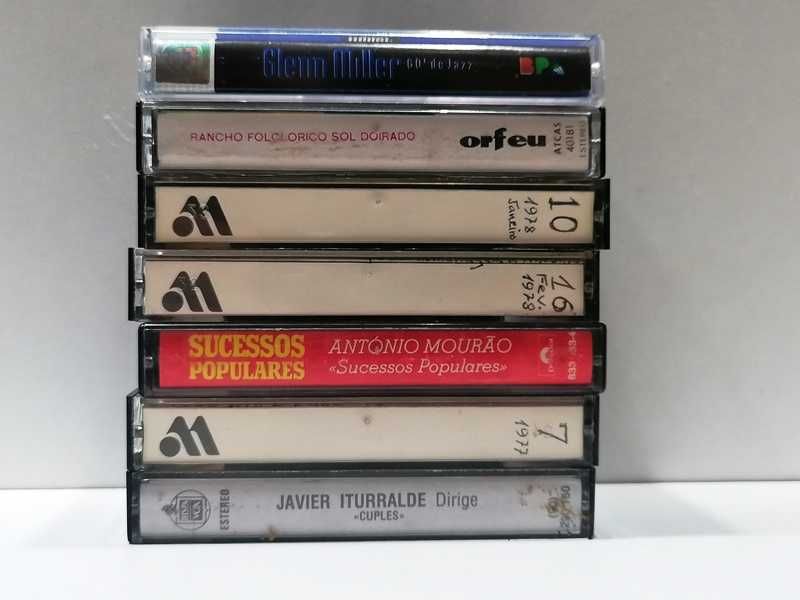 Glenn Miller 60' de Jazz
RANCHO FOLCLORICO SOL DOIRADO
orfeu
ATCAS
40181
ESTEREO
10
1978
Janeiro
16
Fev.
1978
SUCESSOS
POPULARES
ANTÓNIO MOURÃO
«Sucessos Populares»
7
1977
ESTEREO
JAVIER ITURRALDE Dirige
«CUPLES»